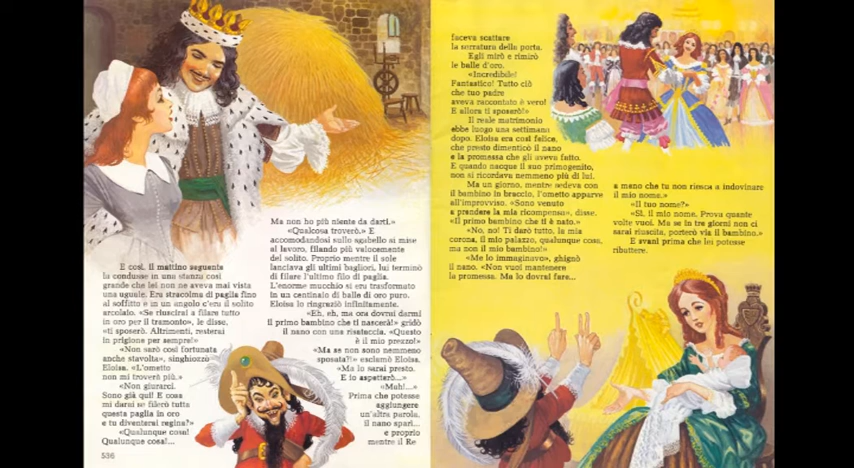 E così, il mattino seguente
la condusse in una stanza così
grande che lei non ne aveva mai vista
una uguale. Era stracolma di paglia fino
al soffitto e in un angolo c'era il solito
arcolaio. «Se riuscirai a filare tutto
in oro per il tramonto», le disse.
«ti sposerò. Altrimenti, resterai
in prigione per sempre!»
«Non sarò così fortunata
anche stavolta», singhiozzò
Eloisa. «L'ometto
non mi troverà più.»
«Non giurarci.
Sono già qui! E cosa
mi darai se filerò tutta
questa paglia in oro
e tu diventerai regina?»
«Qualunque cosa!
Qualunque cosa!...
536
Ma non ho più niente da darti.»
«Qualcosa troverò.» E
accomodandosi sullo sgabello si mise
al lavoro, filando più velocemente
del solito. Proprio mentre il sole
lanciava gli ultimi bagliori, lui terminò
di filare l'ultimo filo di paglia.
L'enorme mucchio si era trasformato
in un centinaio di balle di oro puro.
Eloisa lo ringraziò infinitamente.
«Eh, eh, ma ora dovrai darmi
il primo bambino che ti nascerà!» gridò
il nano con una risataccia. «Questo
è il mio prezzo!»
«Ma se non sono nemmeno
sposata?!» esclamò Eloisa.
«Ma lo sarai presto.
E io aspetterò...»
«Mah!...»
Prima che potesse
aggiungere
un'altra parola,
il nano sparì...
e proprio
mentre il Re
faceva scattare
la serratura della porta.
Egli mirò e rimirò
le balle d'oro.
«Incredibile!
Fantastico! Tutto ciò
che tuo padre
aveva raccontato è vero!
E allora ti sposerò!»
Il reale matrimonio
ebbe luogo una settimana
dopo. Eloisa era così felice,
che presto dimenticò il nano
e la promessa che gli aveva fatto.
E quando nacque il suo primogenito,
non si ricordava nemmeno più di lui.
Ma un giorno, mentre sedeva con
il bambino in braccio, l'ometto apparve
all'improvviso. «Sono venuto
a prendere la mia ricompensa», disse.
«Il primo bambino che ti è nato.»
«No, no! Ti darò tutto, la mia
corona, il mio palazzo, qualunque cosa,
ma non il mio bambino!»
«Me lo immaginavo», ghignò
il nano. «Non vuoi mantenere
la promessa. Ma lo dovrai fare...
a meno che tu non riesca a indovinare
il mio nome.»
«Il tuo nome?»
«Sì, il mio nome. Prova quante
volte vuoi. Ma se in tre giorni non ci
sarai riuscita, porterò via il bambino.»
E svanì prima che lei potesse
ribattere.